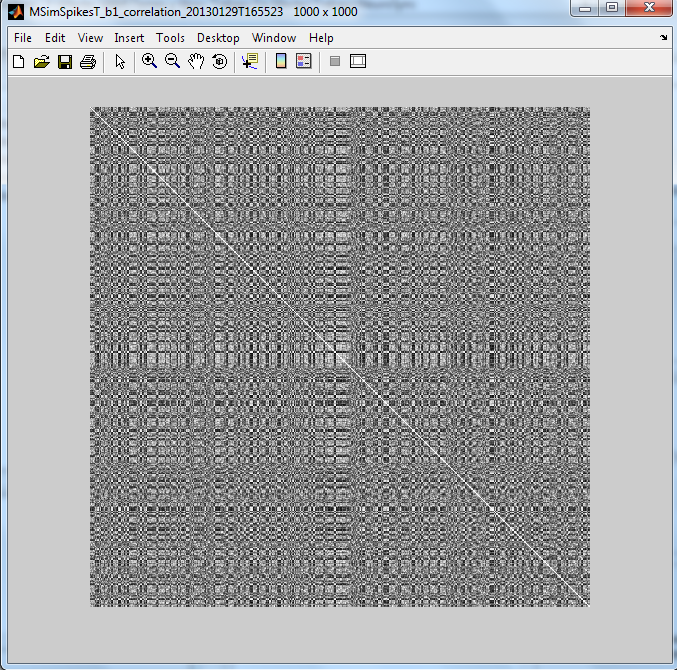 MSimSpikesT_b1_correlation_20130129T165523 1000 x 1000
File Edit View Insert Tools Desktop Window Help